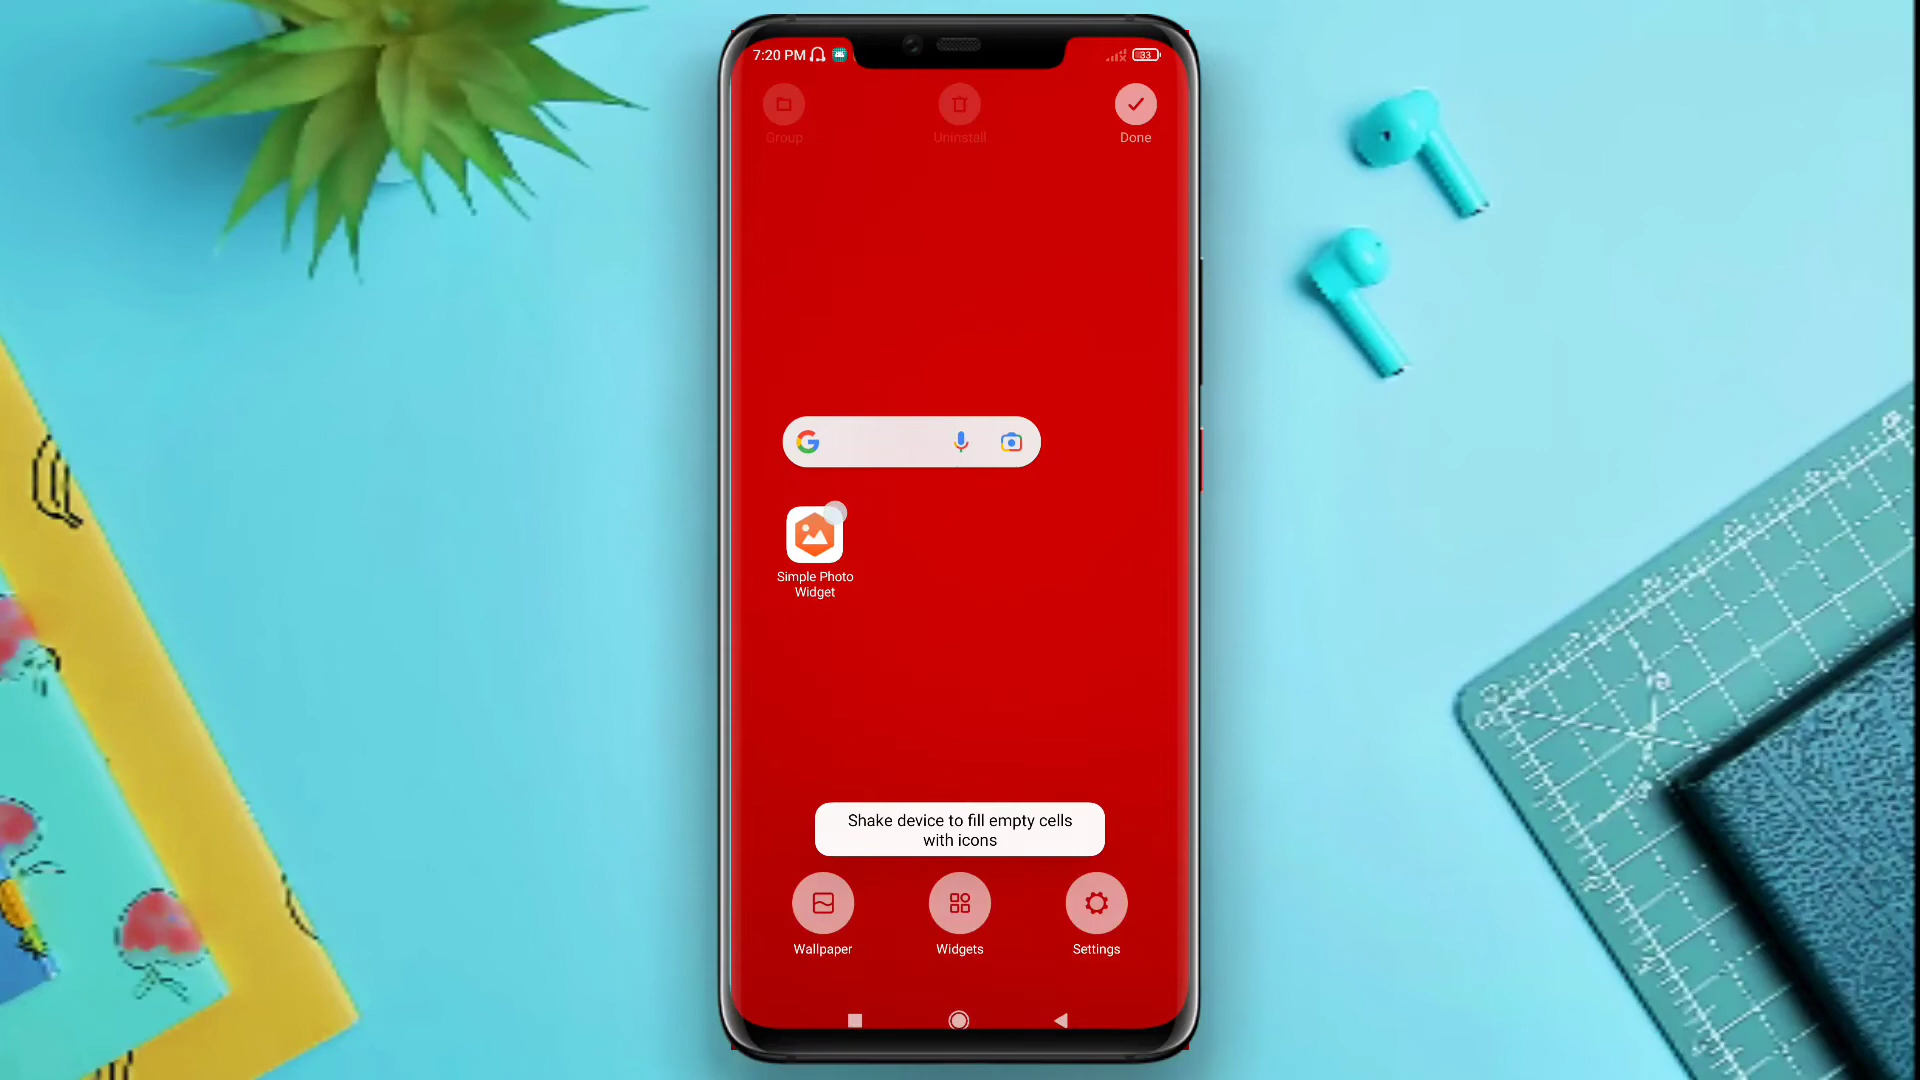 7:20 PM
33
Group
Uninstall
Done
Simple Photo
Widget
Shake device to fill empty cells
with icons
Wallpaper
Widgets
Settings